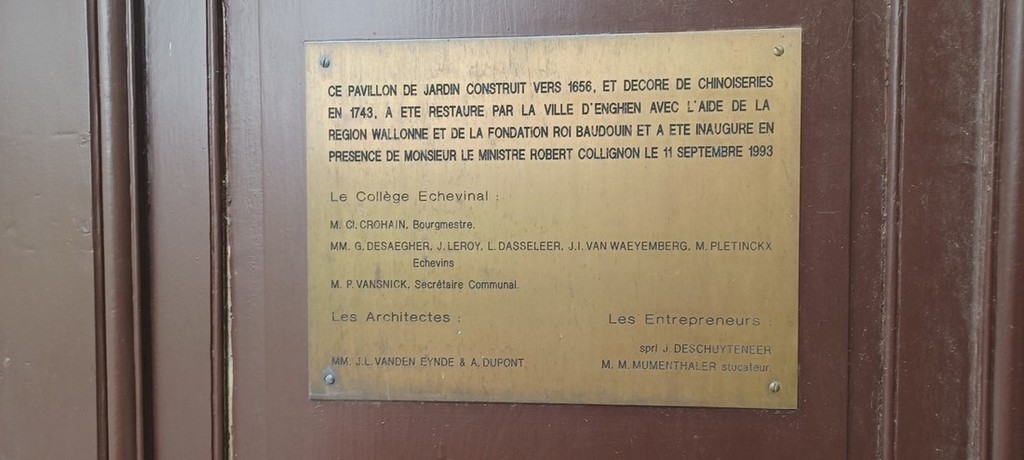 CE PAVILLON DE JARDIN CONSTRUIT VERS 1656, ET DECORE DE CHINOISERIES
EN 1743, A ETE RESTAURE PAR LA VILLE D'ENGHIEN AVEC L'AIDE DE LA
REGION WALLONNE ET DE LA FONDATION ROI BAUDOUIN ET A ETE INAUGURE EN
PRESENCE DE MONSIEUR LE MINISTRE ROBERT COLLIGNON LE 11 SEPTEMBRE 1993
Le Collège Echevinal :
M. Cl. CROHAIN, Bourgmestre.
MM. G. DESAEGHER, J. LEROY, L. DASSELEER, J.I. VAN WAEYEMBERG, M. PLETINCKX
Echevins
M. P. VANSNICK, Secrétaire Communal.
Les Architectes :
MM. J.L. VANDEN EYNDE & A. DUPONT
Les Entrepreneurs :
sprl J. DESCHUYTENEER
M. M. MUMENTHALER stucateur.